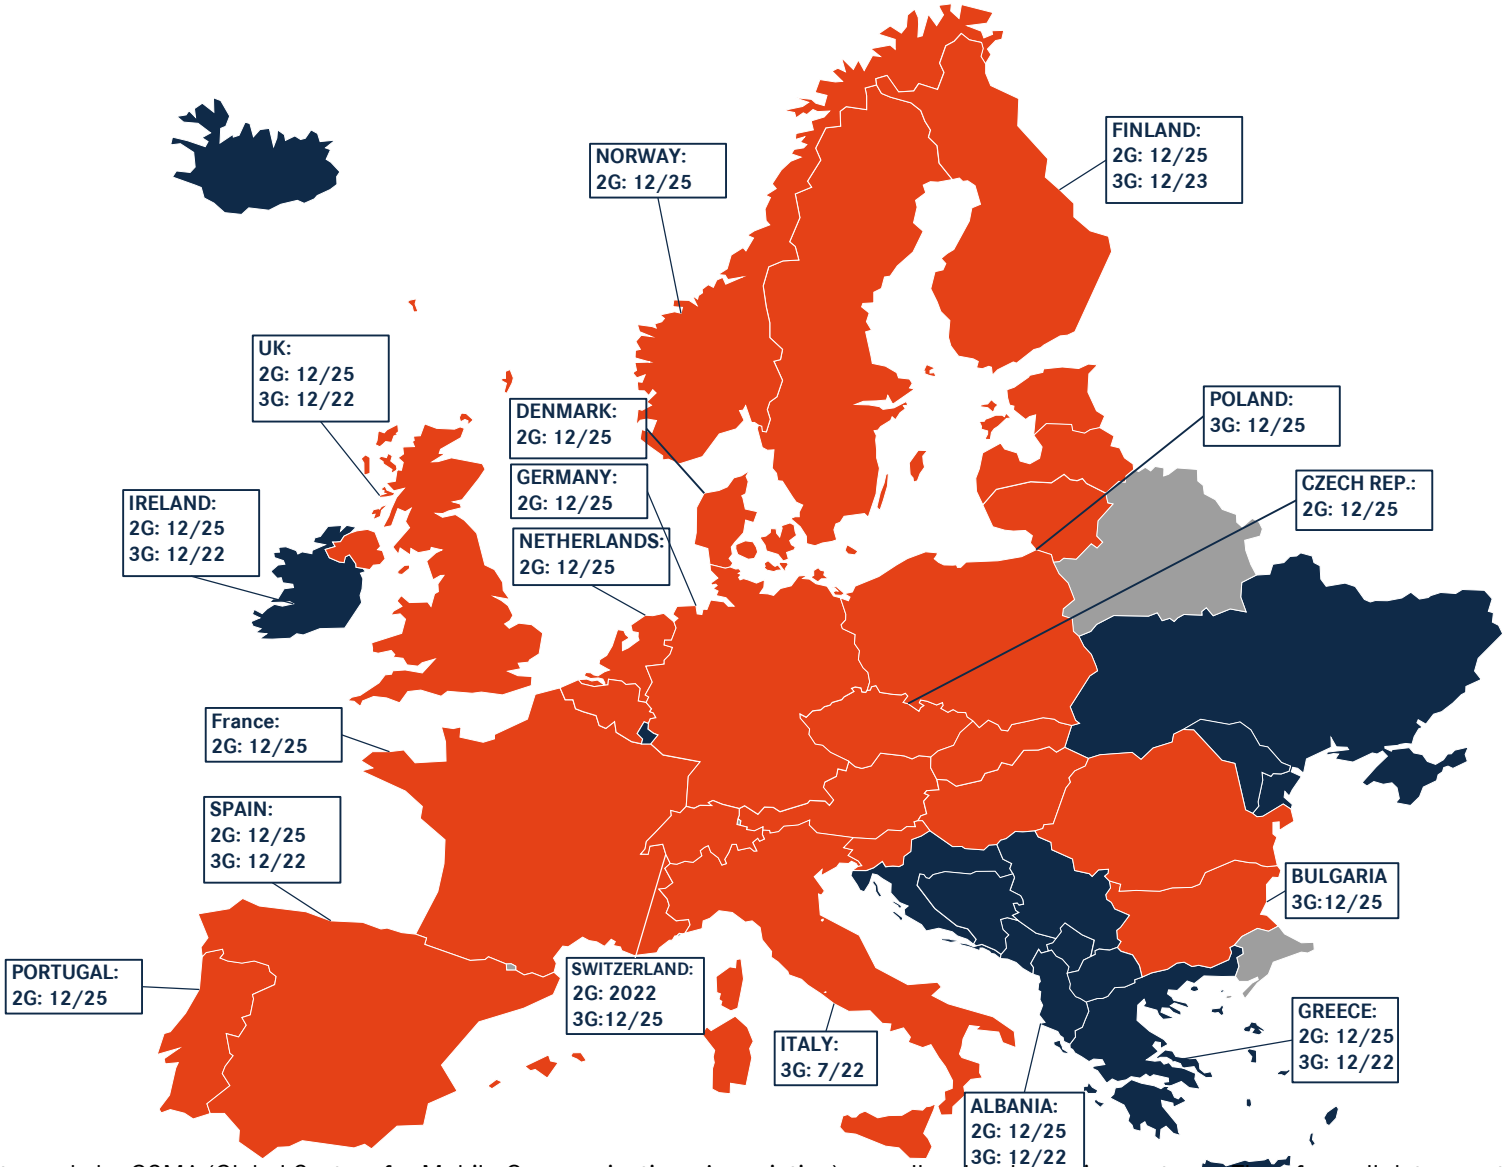 FINLAND:
2G: 12/25
3G: 12/23
NORWAY:
2G: 12/25
UK:
2G: 12/25
3G: 12/22
DENMARK:
2G: 12/25
POLAND:
3G: 12/25
GERMANY:
2G: 12/25
CZECH REP.:
2G: 12/25
IRELAND:
2G: 12/25
3G: 12/22
NETHERLANDS:
2G: 12/25
France:
2G: 12/25
SPAIN:
2G: 12/25
3G: 12/22
BULGARIA
3G:12/25
PORTUGAL:
2G: 12/25
SWITZERLAND:
2G: 2022
3G:12/25
ITALY:
3G: 7/22
GREECE:
2G: 12/25
3G: 12/22
ALBANIA:
2G: 12/25
3G: 12/22